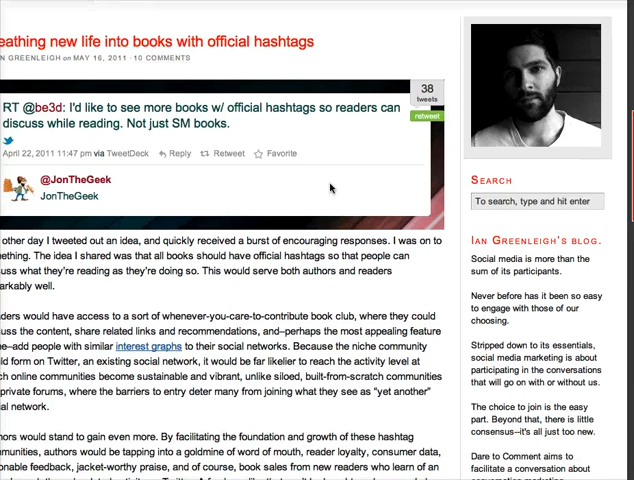 eathing new life into books with official hashtags
N GREENLEIGH on MAY 16, 2011 · 10 COMMENTS
38
tweets
retweet
RT @be3d: I'd like to see more books w/ official hashtags so readers can
discuss while reading. Not just SM books.
April 22, 2011 11:47 pm via TweetDeck Reply Retweet Favorite
@JonTheGeek
JonTheGeek
other day I tweeted out an idea, and quickly received a burst of encouraging responses. I was on to
ething. The idea I shared was that all books should have official hashtags so that people can
uss what they're reading as they're doing so. This would serve both authors and readers
arkably well.
ders would have access to a sort of whenever-you-care-to-contribute book club, where they could
uss the content, share related links and recommendations, and–perhaps the most appealing feature
e–add people with similar interest graphs to their social networks. Because the niche community
ld form on Twitter, an existing social network, it would be far likelier to reach the activity level at
ch online communities become sustainable and vibrant, unlike siloed, built-from-scratch communities
private forums, where the barriers to entry deter many from joining what they see as “yet another”
al network.
hors would stand to gain even more. By facilitating the foundation and growth of these hashtag
munities, authors would be tapping into a goldmine of word of mouth, reader loyalty, consumer data,
onable feedback, jacket-worthy praise, and of course, book sales from new readers who learn of an
SEARCH
To search, type and hit enter
IAN GREENLEIGH'S BLOG.
Social media is more than the
sum of its participants.
Never before has it been so easy
to engage with those of our
choosing.
Stripped down to its essentials,
social media marketing is about
participating in the conversations
that will go on with or without us.
The choice to join is the easy
part. Beyond that, there is little
consensus–it's all just too new.
Dare to Comment aims to
facilitate a conversation about